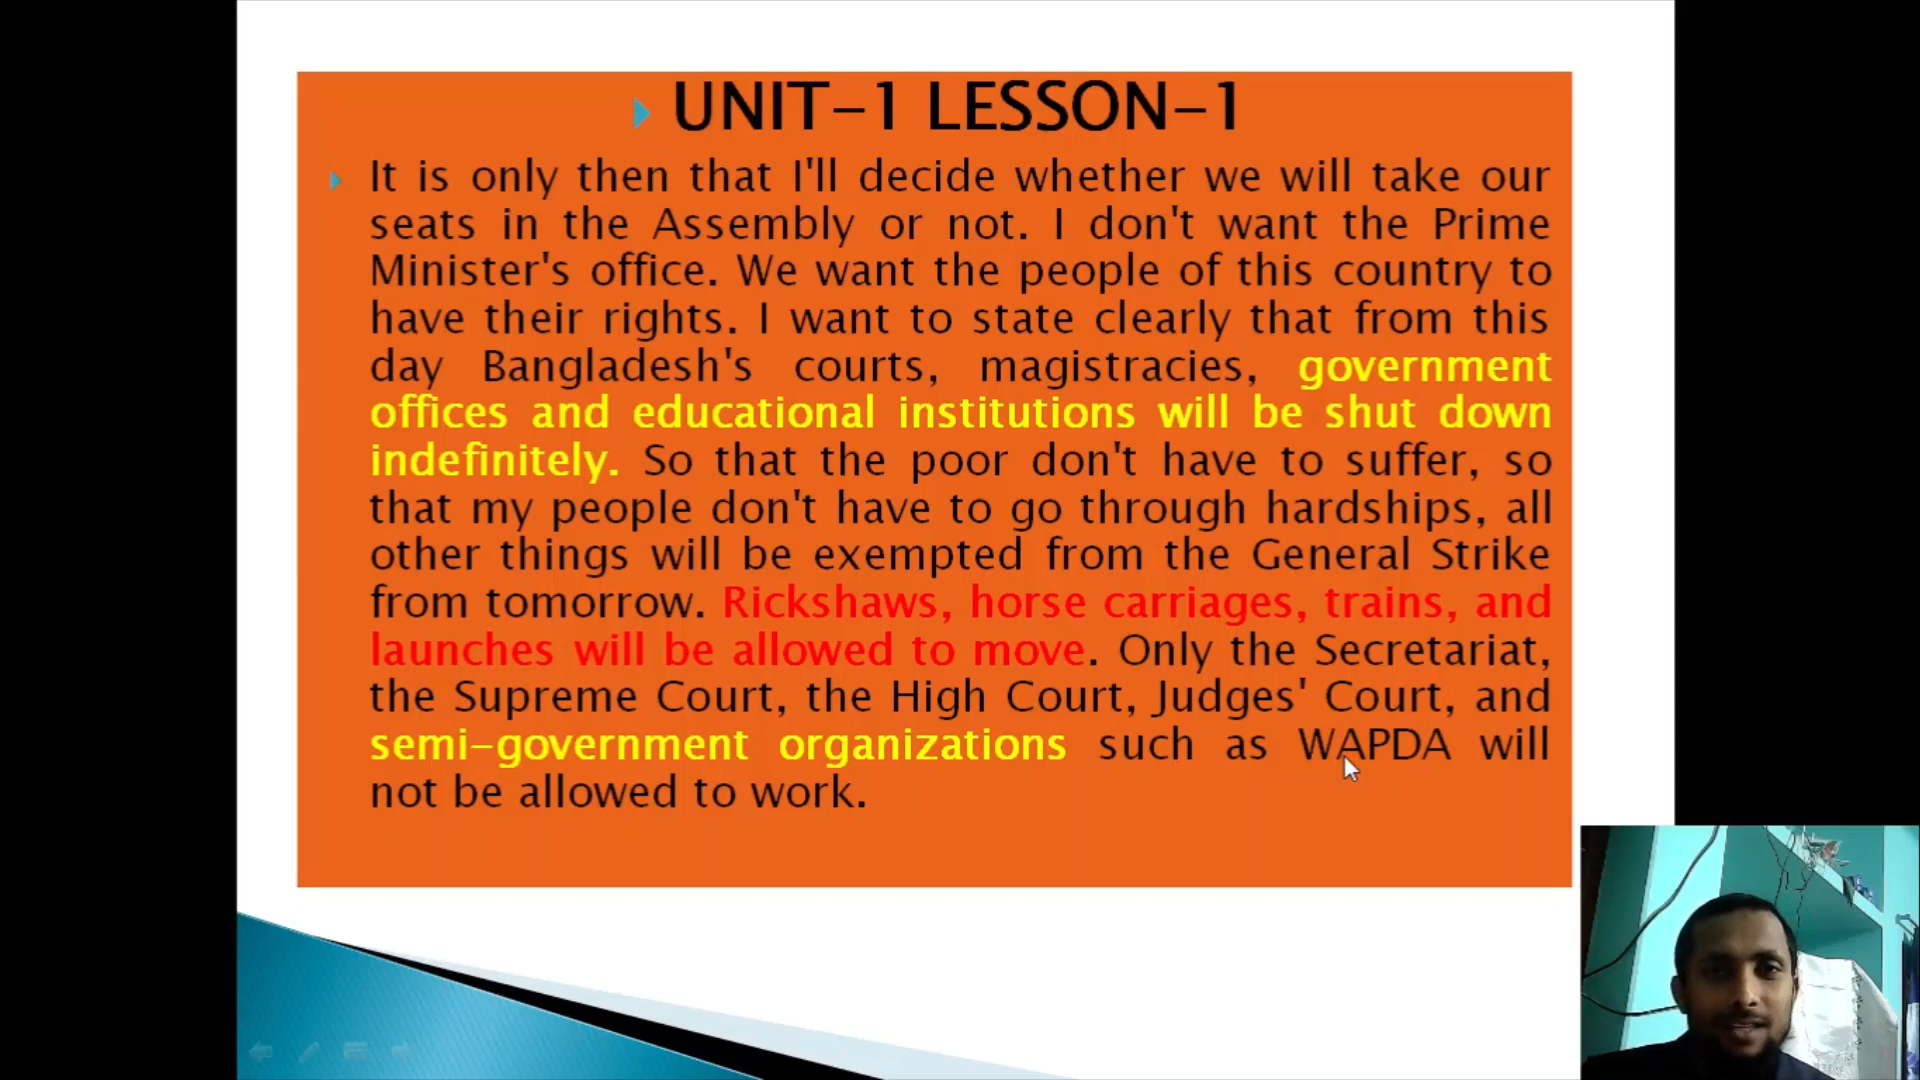 UNIT-1 LESSON-1
It is only then that I'll decide whether we will take our
seats in the Assembly or not. I don't want the Prime
Minister's office. We want the people of this country to
have their rights. I want to state clearly that from this
day Bangladesh's courts, magistracies, government
offices and educational institutions will be shut down
indefinitely. So that the poor don't have to suffer, so
that my people don't have to go through hardships, all
other things will be exempted from the General Strike
from tomorrow. Rickshaws, horse carriages, trains, and
launches will be allowed to move. Only the Secretariat,
the Supreme Court, the High Court, Judges' Court, and
semi-government organizations such as WAPDA will
not be allowed to work.